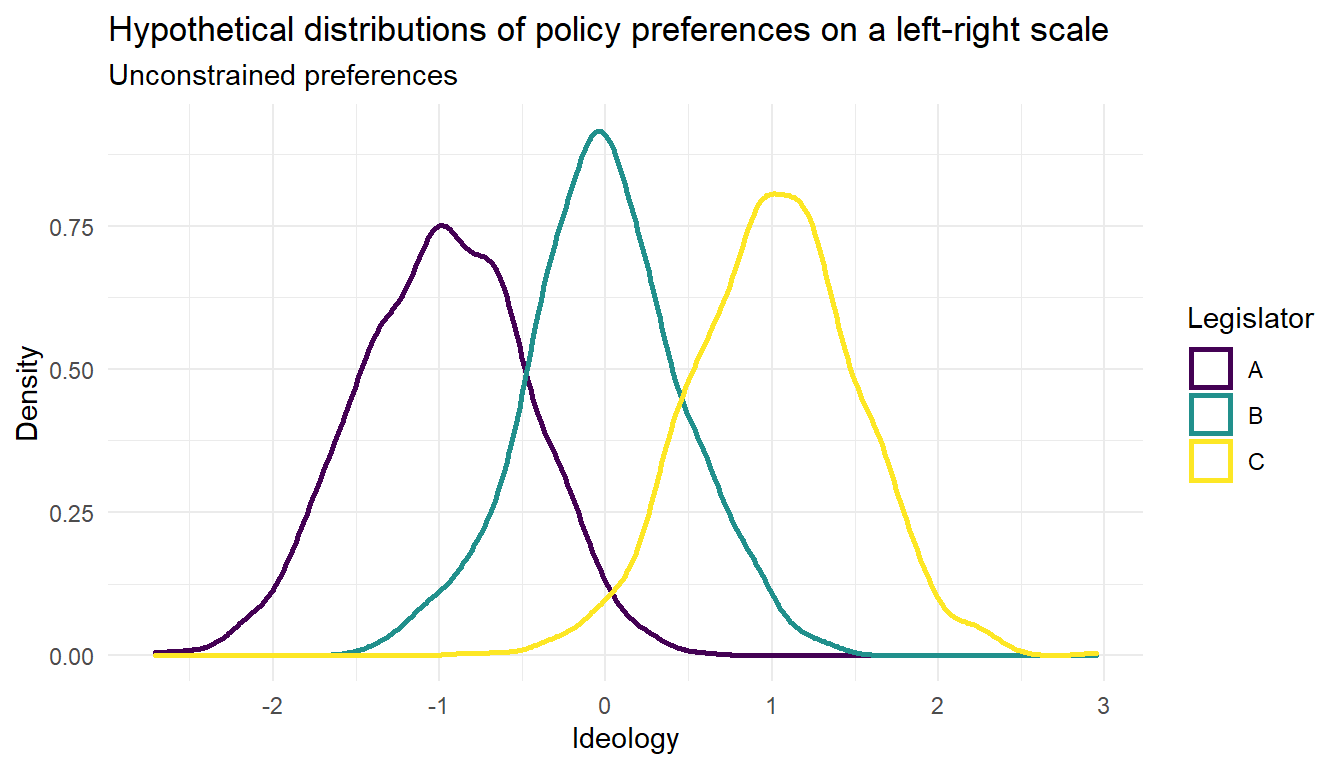 Hypothetical distributions of policy preferences on a left-right scale
Unconstrained preferences
Density
0.75
0.50
0.25
0.00
-2
-1
0
1
2
3
Ideology
Legislator
A
B
C